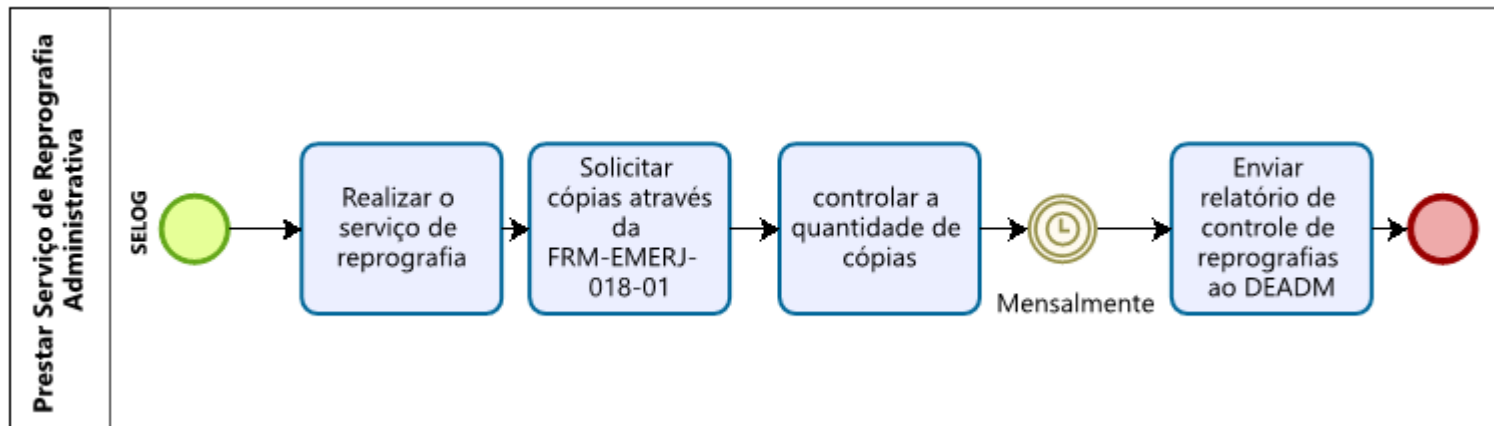 Prestar Serviço de Reprografia
Administrativa
SELOG
Realizar o
serviço de
reprografia
Solicitar
cópias através
da
FRM-EMERJ-
018-01
controlar a
quantidade de
cópias
Mensalmente
Enviar
relatório de
controle de
reprografias
ao DEADM